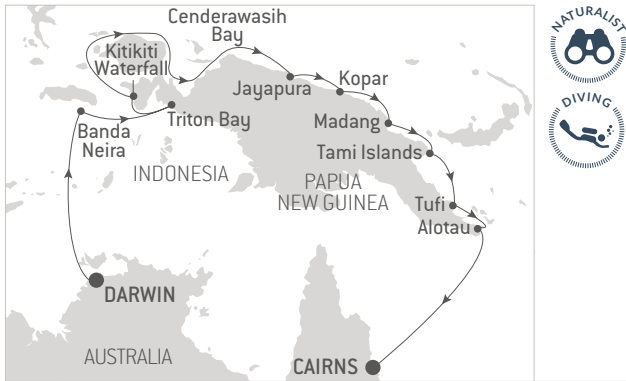 Cenderawasih
Bay
Kitikiti
Waterfall
Jayapura
Kopar
Madang
Triton Bay
Banda
Neira
Tami Islands
INDONESIA
PAPUA
NEW GUINEA
Tufi
Alotau
DARWIN
AUSTRALIA
CAIRNS
NATURALIST
DIVING